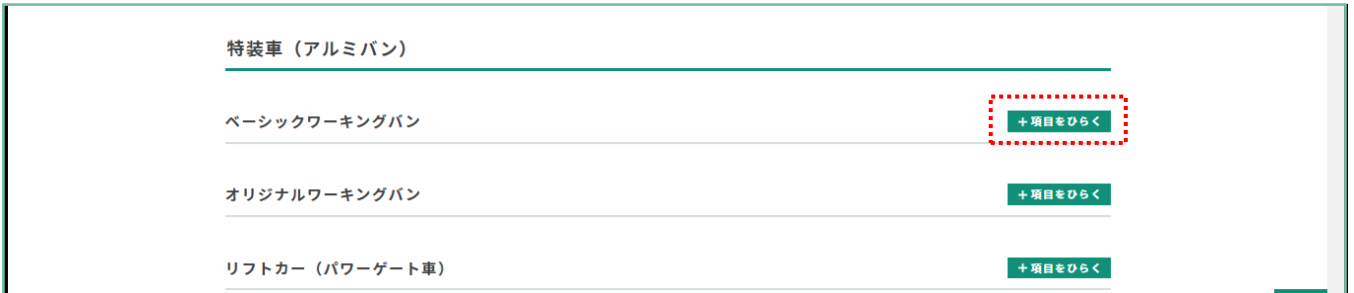 特装車（アルミバン）
ベーシックワーキングバン
＋項目をひらく
オリジナルワーキングバン
＋項目をひらく
リフトカー（パワーゲート車）
＋項目をひらく